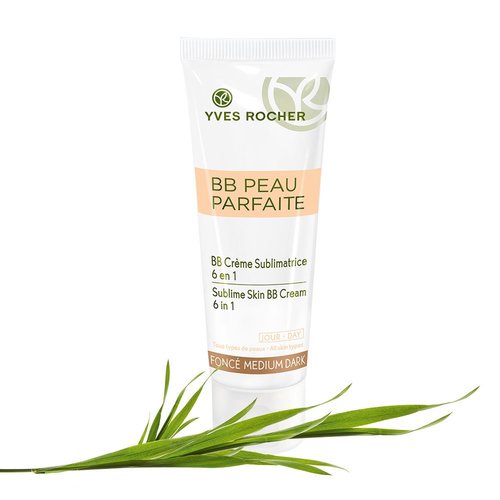 YVES ROCHER
BB PEAU
PARFAITE
BB Crème Sublimatrice
6 en 1
Sublime Skin BB Cream
6 in 1
JOUR - DAY
Tous types de peaux - All skin types
FONCÉ MEDIUM DARK